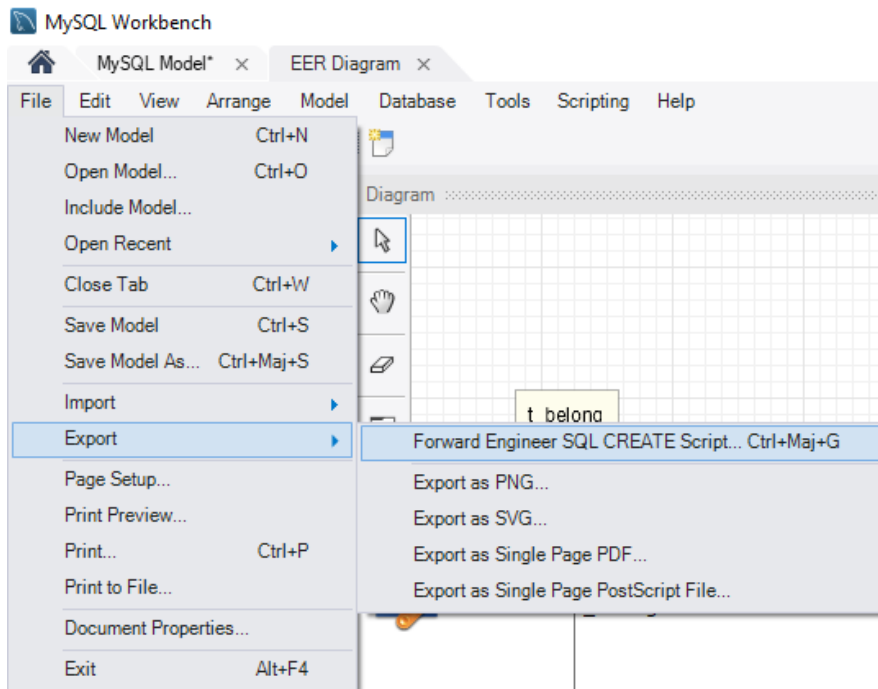 MySQL Workbench
MySQL Model* × EER Diagram ×
File Edit View Arrange Model Database Tools Scripting Help
New Model Ctrl+N
Open Model... Ctrl+O
Include Model...
Open Recent
Close Tab Ctrl+W
Save Model Ctrl+S
Save Model As... Ctrl+Maj+S
Import
Export
Page Setup...
Print Preview...
Print... Ctrl+P
Print to File...
Document Properties...
Exit Alt+F4
Diagram
t_belong
Forward Engineer SQL CREATE Script... Ctrl+Maj+G
Export as PNG...
Export as SVG...
Export as Single Page PDF...
Export as Single Page PostScript File...